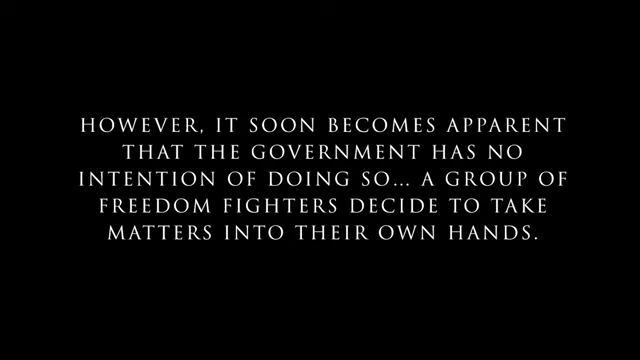 HOWEVER, IT SOON BECOMES APPARENT
THAT THE GOVERNMENT HAS NO
INTENTION OF DOING SO... A GROUP OF
FREEDOM FIGHTERS DECIDE TO TAKE
MATTERS INTO THEIR OWN HANDS.